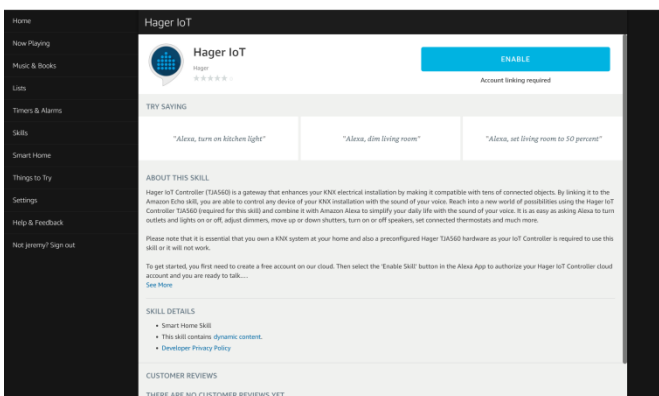 Home
Now Playing
Music & Books
Lists
Timers & Alarms
Skills
Smart Home
Things to Try
Settings
Help & Feedback
Not jeremy? Sign out
Hager IoT
Hager IoT
Hager
ENABLE
Account linking required
TRY SAYING
"Alexa, turn on kitchen light"
"Alexa, dim living room"
"Alexa, set living room to 50 percent"
ABOUT THIS SKILL
Hager IoT Controller (TJA560) is a gateway that enhances your KNX electrical installation by making it compatible with tens of connected objects. By linking it to the
Amazon Echo skill, you are able to control any device of your KNX installation with the sound of your voice. Reach into a new world of possibilities using the Hager IoT
Controller TJA560 (required for this skill) and combine it with Amazon Alexa to simplify your daily life with the sound of your voice. It is as easy as asking Alexa to turn
outlets and lights on or off, adjust dimmers, move up or down shutters, turn on or off speakers, set connected thermostats and much more.
Please note that it is essential that you own a KNX system at your home and also a preconfigured Hager TJA560 hardware as your IoT Controller is required to use this
skill or it will not work.
To get started, you first need to create a free account on our cloud. Then select the 'Enable Skill' button in the Alexa App to authorize your Hager IoT Controller cloud
account and you are ready to talk....
See More
SKILL DETAILS
• Smart Home Skill
• This skill contains dynamic content.
• Developer Privacy Policy
CUSTOMER REVIEWS
THERE ARE NO CUSTOMER REVIEWS YET